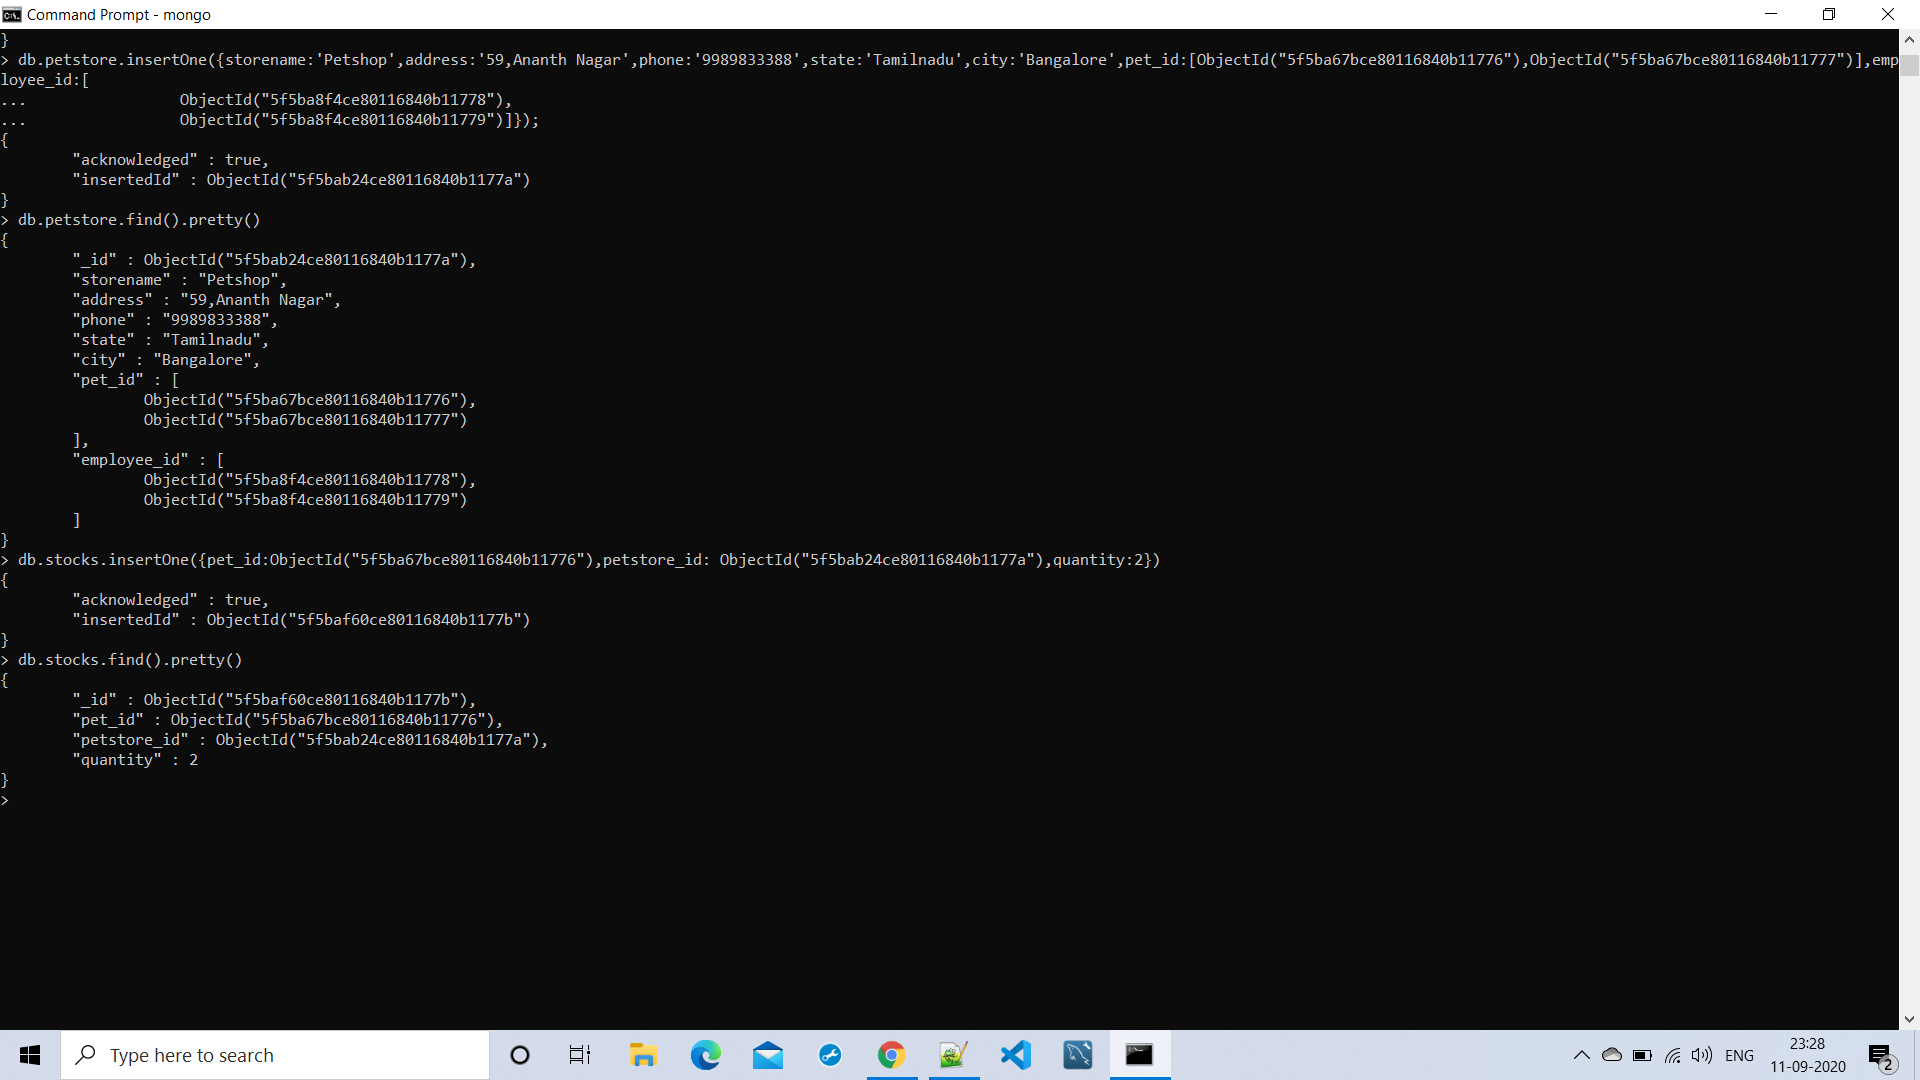 Command Prompt - mongo
}
> db.petstore.insertOne({storename:'Petshop',address:'59,Ananth Nagar',phone:'9989833388',state:'Tamilnadu',city:'Bangalore',pet_id:[ObjectId("5f5ba67bce80116840b11776"),ObjectId("5f5ba67bce80116840b11777")],emp
loyee_id:[
...                 ObjectId("5f5ba8f4ce80116840b11778"),
...                 ObjectId("5f5ba8f4ce80116840b11779")]});
{
        "acknowledged" : true,
        "insertedId" : ObjectId("5f5bab24ce80116840b1177a")
}
> db.petstore.find().pretty()
{
        "_id" : ObjectId("5f5bab24ce80116840b1177a"),
        "storename" : "Petshop",
        "address" : "59,Ananth Nagar",
        "phone" : "9989833388",
        "state" : "Tamilnadu",
        "city" : "Bangalore",
        "pet_id" : [
                ObjectId("5f5ba67bce80116840b11776"),
                ObjectId("5f5ba67bce80116840b11777")
        ],
        "employee_id" : [
                ObjectId("5f5ba8f4ce80116840b11778"),
                ObjectId("5f5ba8f4ce80116840b11779")
        ]
}
> db.stocks.insertOne({pet_id:ObjectId("5f5ba67bce80116840b11776"),petstore_id: ObjectId("5f5bab24ce80116840b1177a"),quantity:2})
{
        "acknowledged" : true,
        "insertedId" : ObjectId("5f5baf60ce80116840b1177b")
}
> db.stocks.find().pretty()
{
        "_id" : ObjectId("5f5baf60ce80116840b1177b"),
        "pet_id" : ObjectId("5f5ba67bce80116840b11776"),
        "petstore_id" : ObjectId("5f5bab24ce80116840b1177a"),
        "quantity" : 2
}
>
Type here to search
ENG
23:28
11-09-2020
2